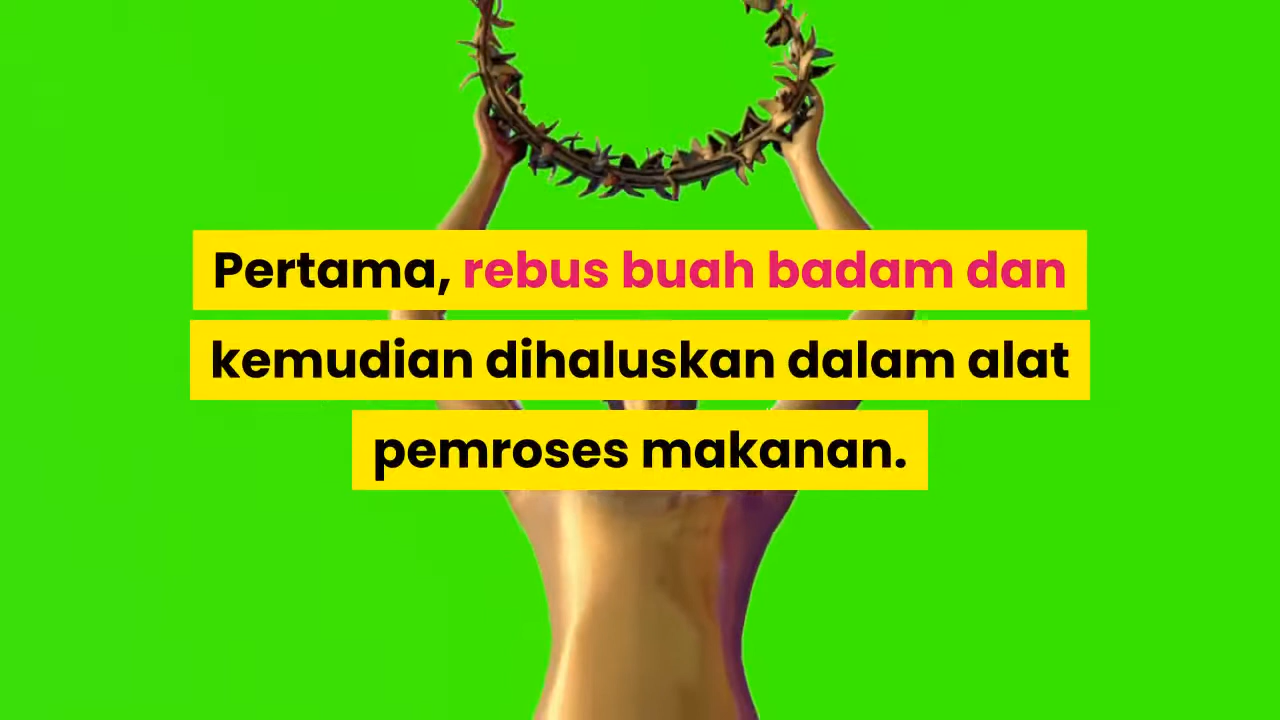 Pertama, rebus buah badam dan
kemudian dihaluskan dalam alat
pemroses makanan.